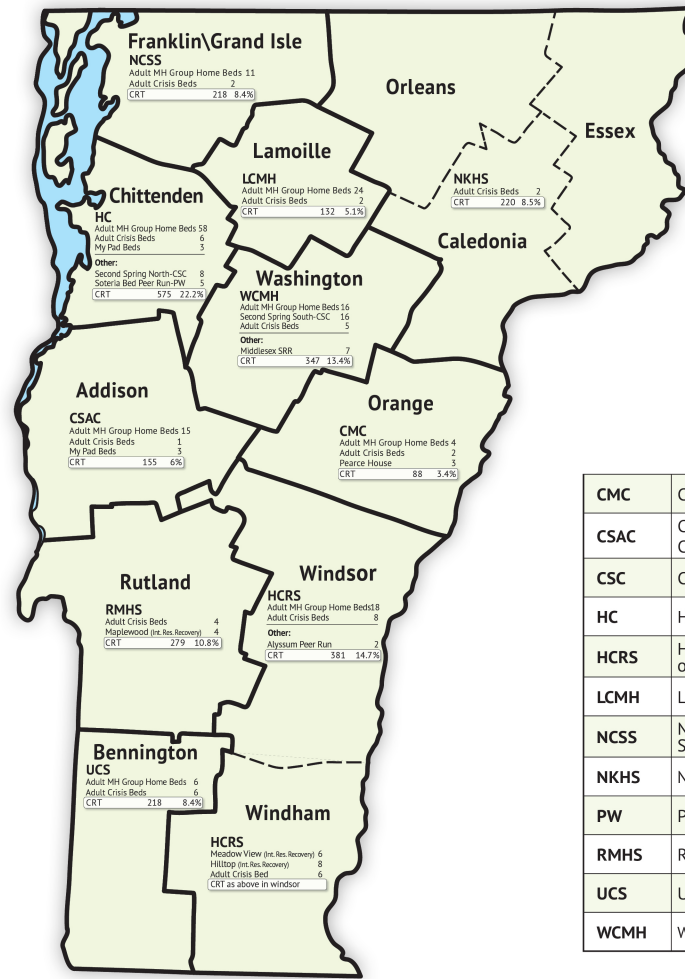 Franklin\Grand Isle
NCSS
Adult MH Group Home Beds 11
Adult Crisis Beds 2
CRT 218 8.4%
Orleans
Essex
Lamoille
LCMH
Adult MH Group Home Beds 24
Adult Crisis Beds 2
CRT 132 5.1%
NKHS
Adult Crisis Beds 2
CRT 220 8.5%
Caledonia
Chittenden
HC
Adult MH Group Home Beds 58
Adult Crisis Beds 6
My Pad Beds 3
Other:
Second Spring North-CSC 8
Soteria Bed Peer Run-PW 5
CRT 575 22.2%
Washington
WCMH
Adult MH Group Home Beds 16
Second Spring South-CSC 16
Adult Crisis Beds 5
Other:
Middlesex SRR 7
CRT 347 13.4%
Addison
CSAC
Adult MH Group Home Beds 15
Adult Crisis Beds 1
My Pad Beds 3
CRT 155 6%
Orange
CMC
Adult MH Group Home Beds 4
Adult Crisis Beds 2
Pearce House 3
CRT 88 3.4%
Rutland
RMHS
Adult Crisis Beds 4
Maplewood (Int. Res. Recovery) 4
CRT 279 10.8%
Windsor
HCRS
Adult MH Group Home Beds18
Adult Crisis Beds 8
Other:
Alyssum Peer Run 2
CRT 381 14.7%
Bennington
UCS
Adult MH Group Home Beds 6
Adult Crisis Beds 6
CRT 218 8.4%
Windham
HCRS
Meadow View (Int. Res. Recovery) 6
Hilltop (Int. Res. Recovery) 8
Adult Crisis Bed 6
CRT as above in windsor
CMC
CSAC
CSC
HC
HCRS
LCMH
NCSS
NKHS
PW
RMHS
UCS
WCMH